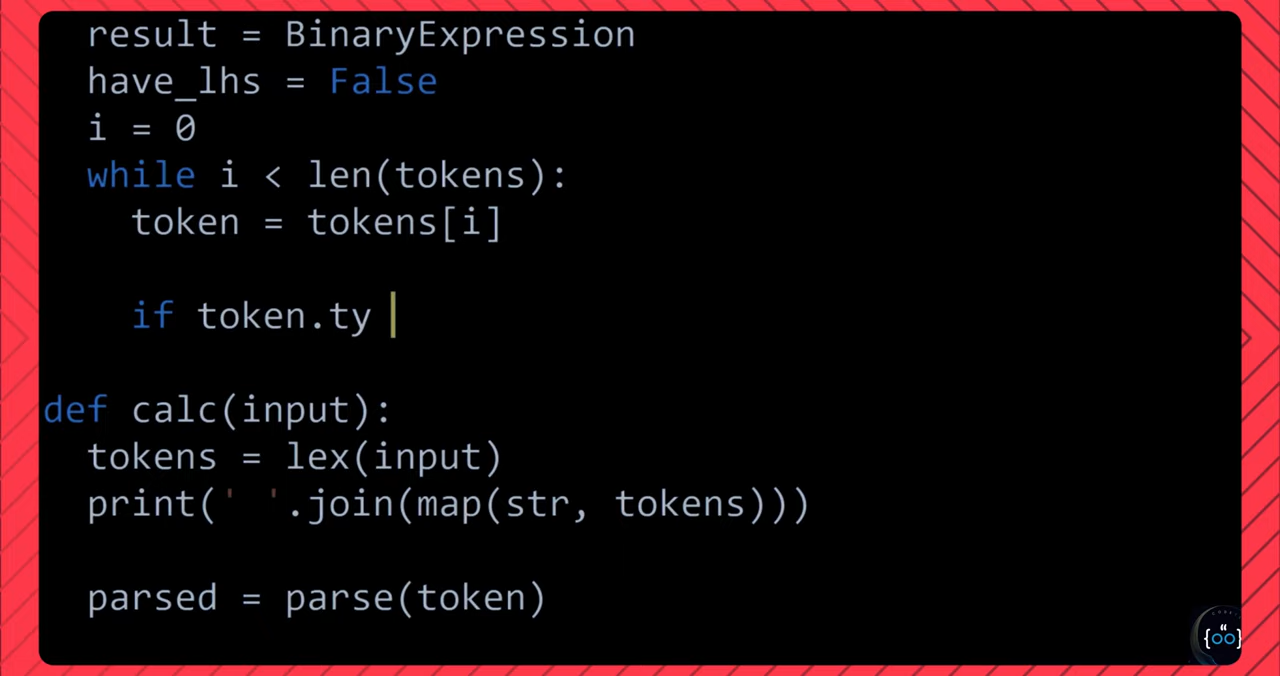 result = BinaryExpression
have_lhs = False
i = 0
while i < len(tokens):
token = tokens[i]
if token.ty
def calc(input):
tokens = lex(input)
print(' '.join(map(str, tokens)))
parsed = parse(token)
{oo}